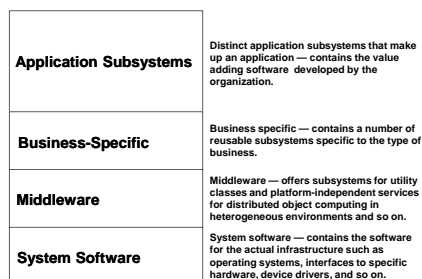 Application Subsystems
Distinct application subsystems that make
up an application — contains the value
adding software developed by the
organization.
Business-Specific
Business specific — contains a number of
reusable subsystems specific to the type of
business.
Middleware
Middleware — offers subsystems for utility
classes and platform-independent services
for distributed object computing in
heterogeneous environments and so on.
System Software
System software — contains the software
for the actual infrastructure such as
operating systems, interfaces to specific
hardware, device drivers, and so on.